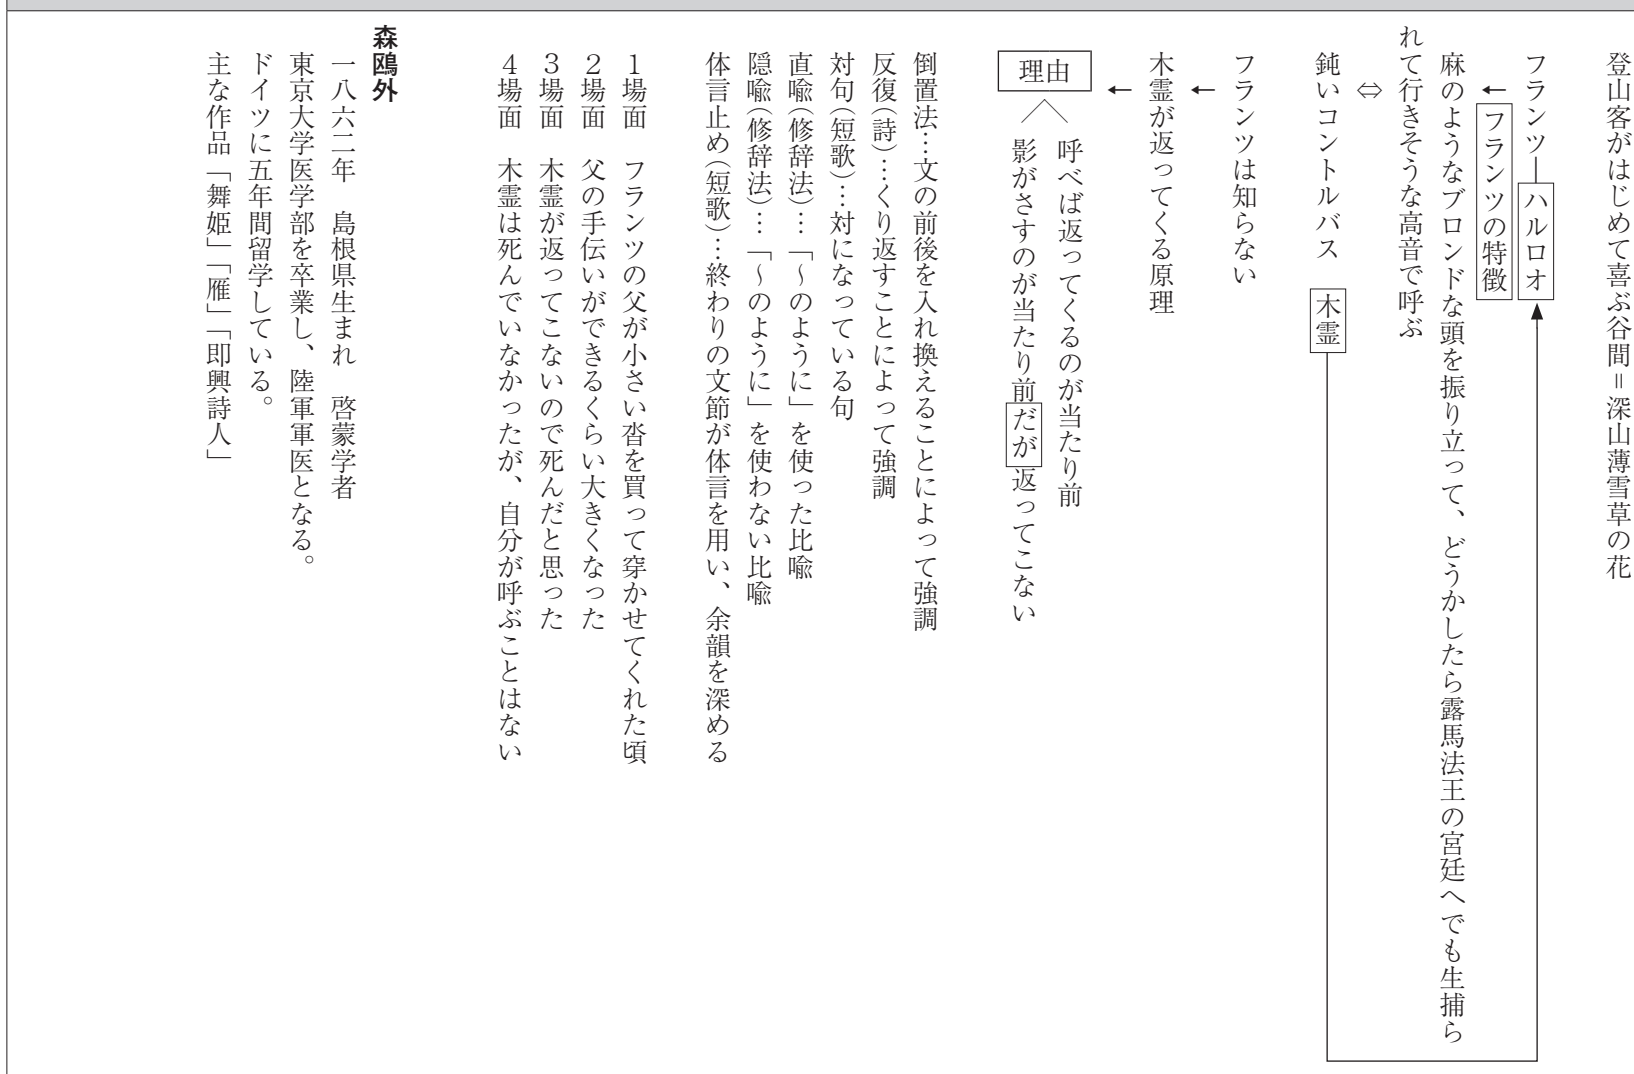 登山客がはじめて喜ぶ谷間＝深山薄雪草の花
フランツ―ハルロオ
←フランツの特徴
麻のようなブロンドな頭を振り立って、どうかしたら露馬法王の宮廷へでも生捕ら
れて行きそうな高音で呼ぶ
⇔
鈍いコントルバス　木霊
フランツは知らない
←
木霊が返ってくる原理
←
理由
呼べば返ってくるのが当たり前
影がさすのが当たり前だが返ってこない
倒置法…文の前後を入れ換えることによって強調
反復（詩）…くり返すことによって強調
対句（短歌）…対になっている句
直喩（修辞法）…「～のように」を使った比喩
隠喩（修辞法）…「～のように」を使わない比喩
体言止め（短歌）…終わりの文節が体言を用い、余韻を深める
１場面　フランツの父が小さい沓を買って穿かせてくれた頃
２場面　父の手伝いができるくらい大きくなった
３場面　木霊が返ってこないので死んだと思った
４場面　木霊は死んでいなかったが、自分が呼ぶことはない
森鷗外
一八六二年　島根県生まれ　啓蒙学者
東京大学医学部を卒業し、陸軍軍医となる。
ドイツに五年間留学している。
主な作品「舞姫」「雁」「即興詩人」